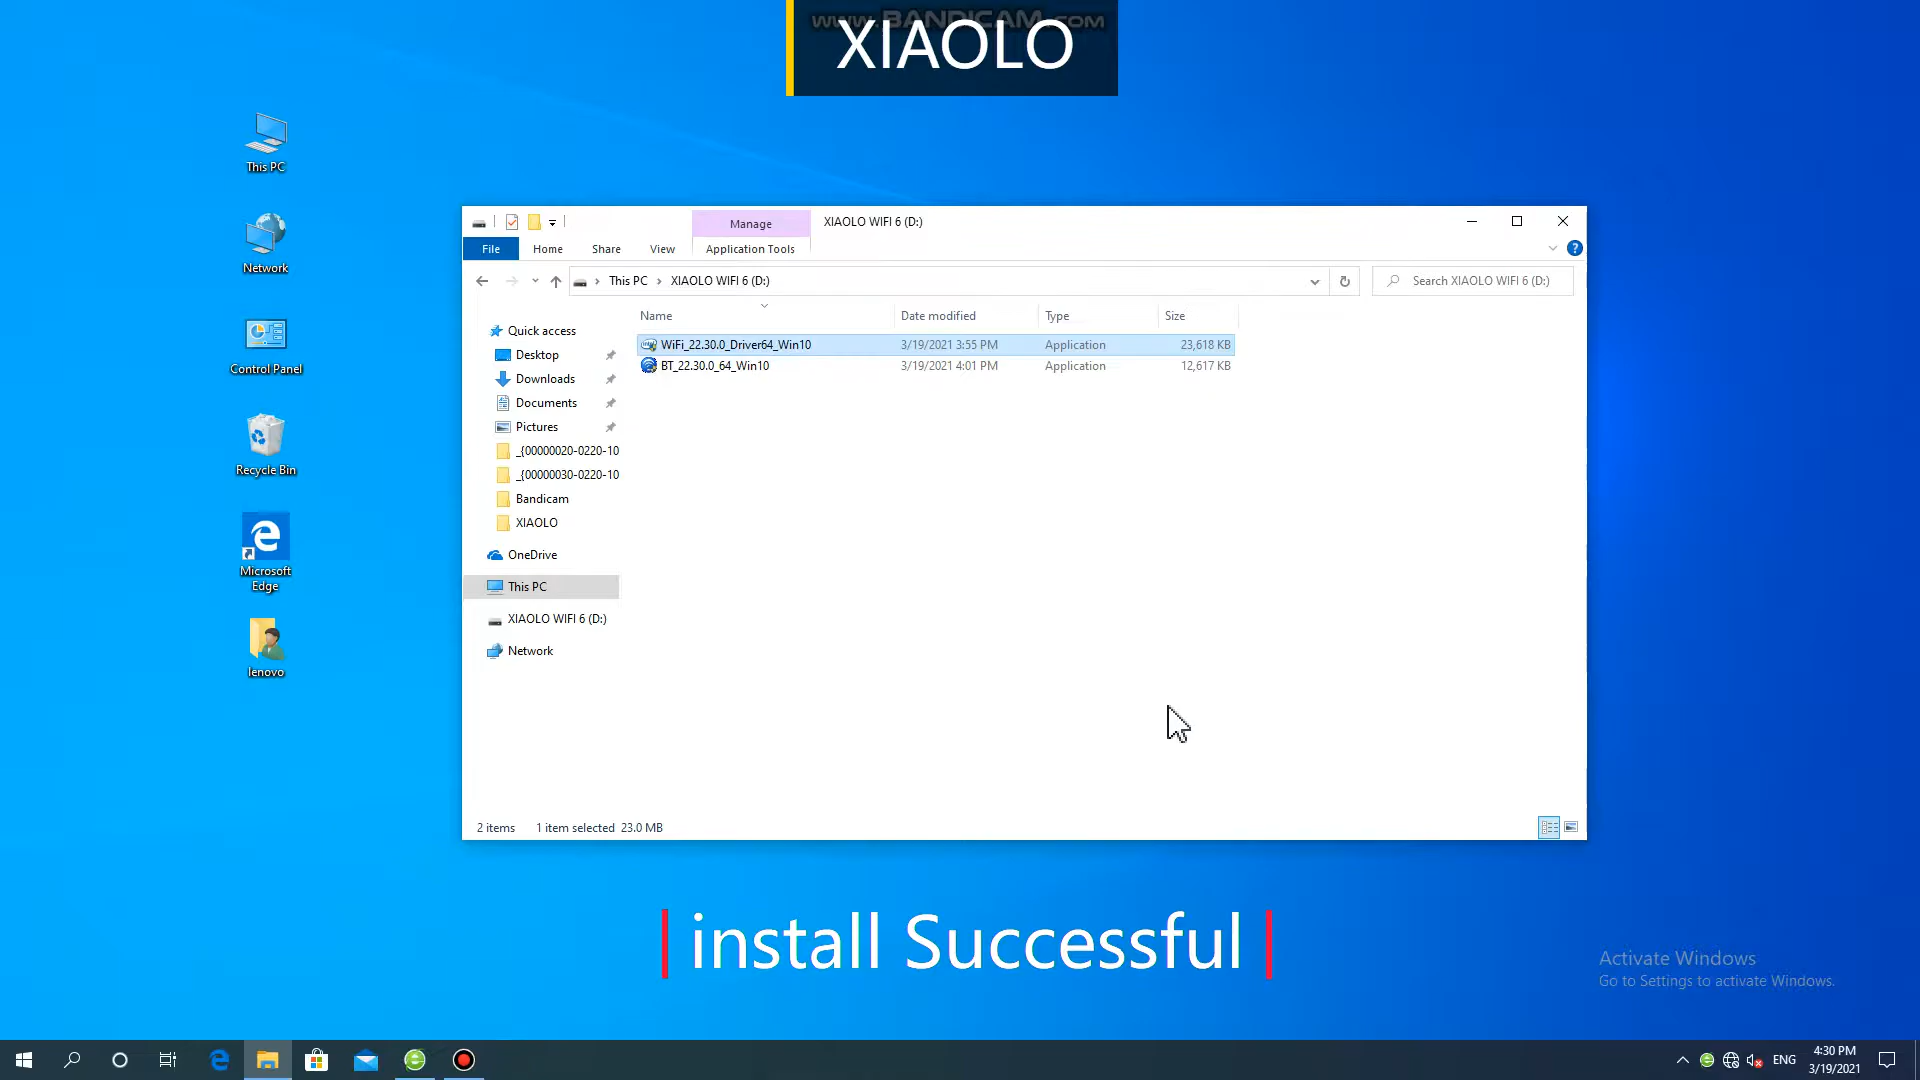 www.BANDICAM.COM
XIAOLO
This PC
Network
Control Panel
Recycle Bin
Microsoft
Edge
lenovo
Manage
XIAOLO WIFI 6 (D:)
File
Home
Share
View
Application Tools
This PC
XIAOLO WIFI 6 (D:)
Search XIAOLO WIFI 6 (D:)
Name
Date modified
Type
Size
WiFi_22.30.0_Driver64_Win10
3/19/2021 3:55 PM
Application
23,618 KB
BT_22.30.0_64_Win10
3/19/2021 4:01 PM
Application
12,617 KB
Quick access
Desktop
Downloads
Documents
Pictures
_{00000020-0220-10
_{00000030-0220-10
Bandicam
XIAOLO
OneDrive
This PC
XIAOLO WIFI 6 (D:)
Network
2 items
1 item selected 23.0 MB
install Successful
Activate Windows
Go to Settings to activate Windows.
ENG
4:30 PM
3/19/2021